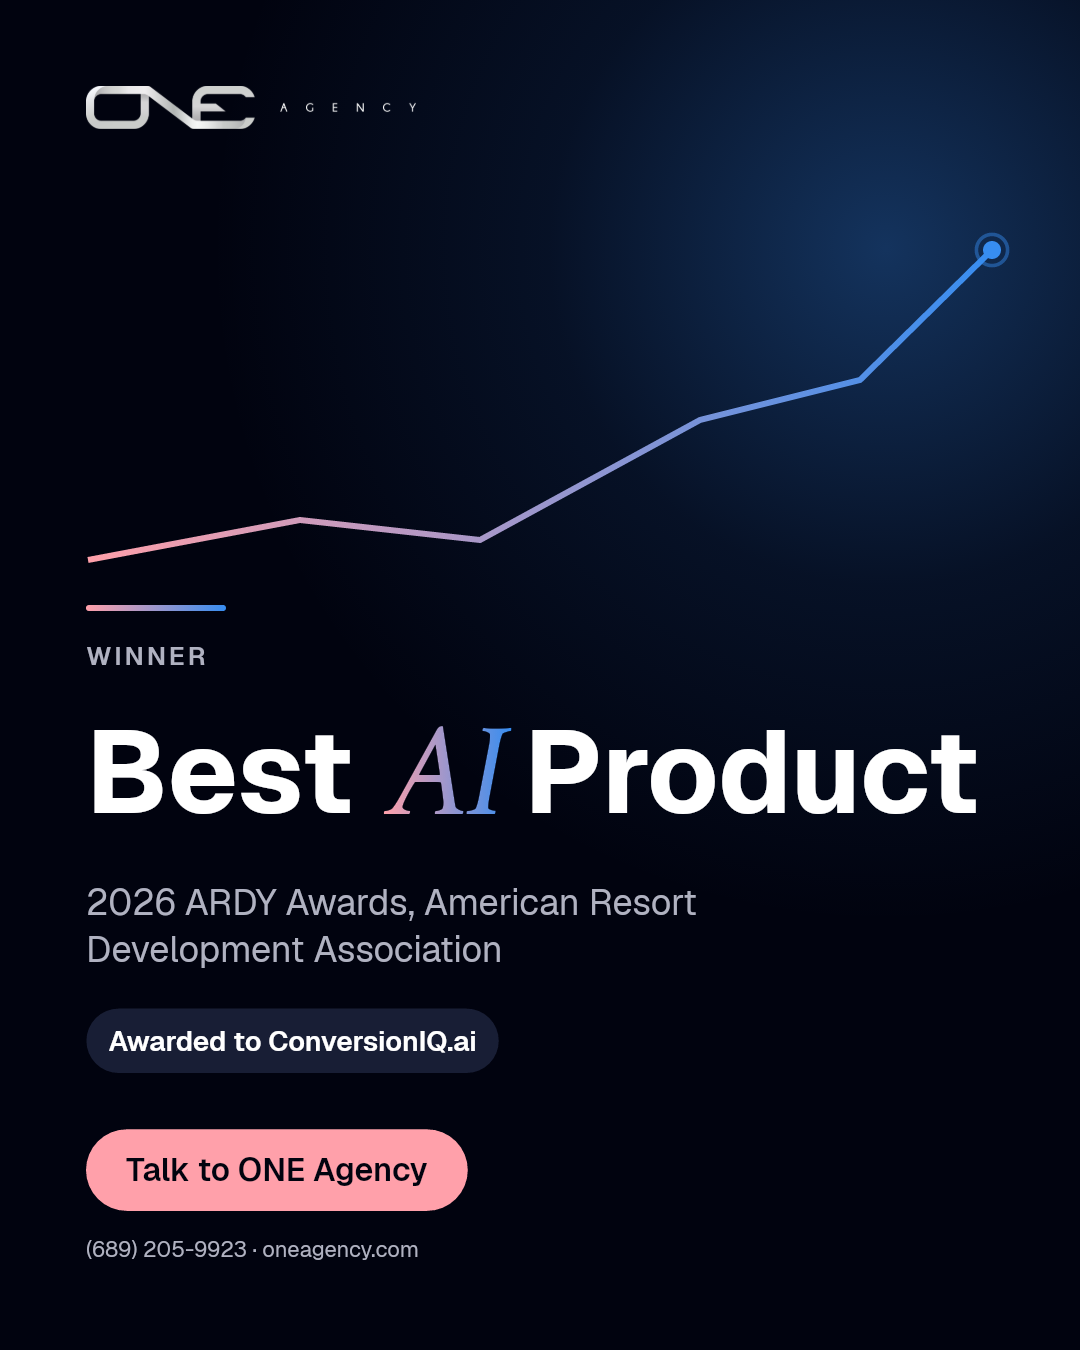 ONE AGENCY
WINNER
Best AI Product
2026 ARDY Awards, American Resort
Development Association
Awarded to ConversionIQ.ai
Talk to ONE Agency
(689) 205-9923 · oneagency.com